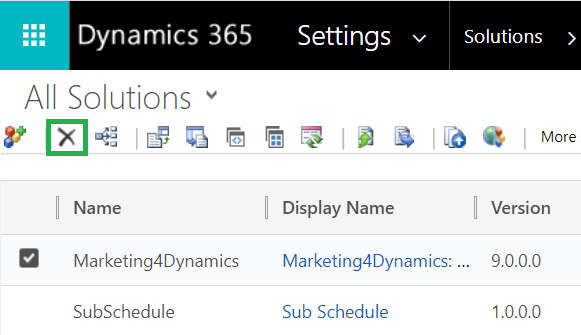 Dynamics 365 Settings Solutions
All Solutions
More
Name Display Name Version
Marketing4Dynamics Marketing4Dynamics: ... 9.0.0.0
SubSchedule Sub Schedule 1.0.0.0